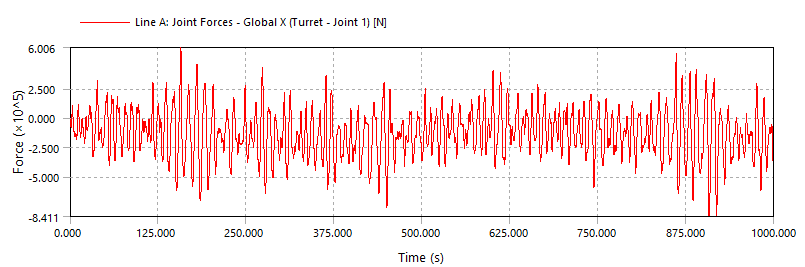 Line A: Joint Forces - Global X (Turret - Joint 1) [N]
6.006
2.500
0.000
-2.500
-5.000
-8.411
Force (×10^5)
0.000 125.000 250.000 375.000 500.000 625.000 750.000 875.000 1000.000
Time (s)